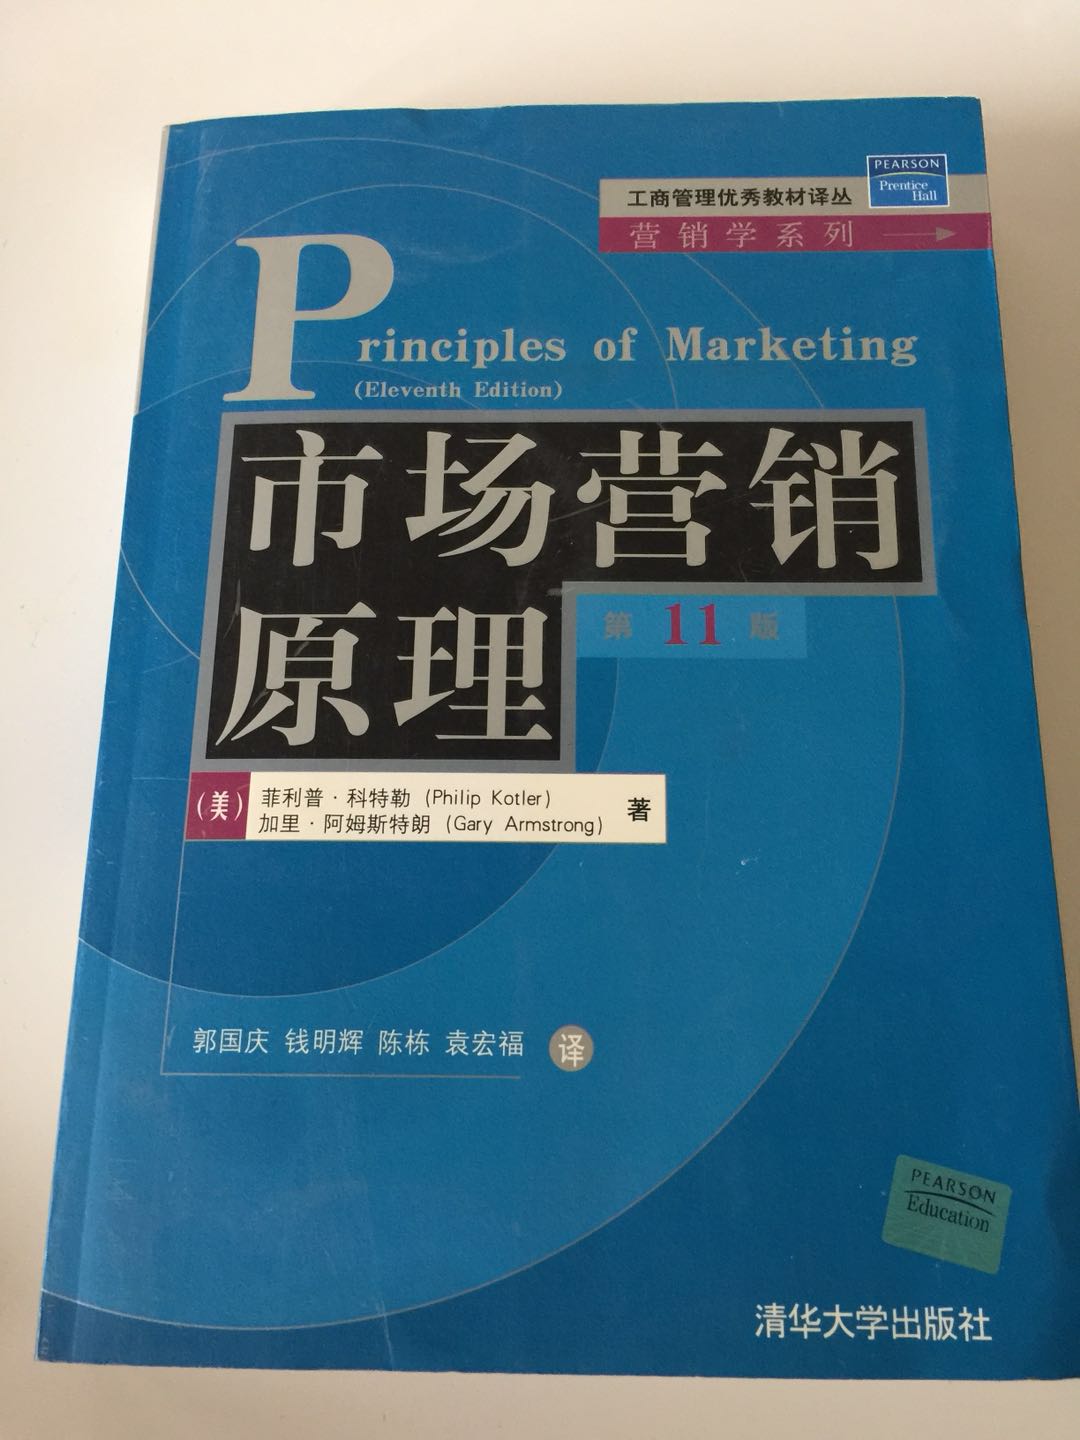 PEARSON
Prentice
Hall
工商管理优秀教材译丛
营销学系列
Principles of Marketing
(Eleventh Edition)
市场营销
原理
第11版
(美)
菲利普·科特勒 (Philip Kotler)
加里·阿姆斯特朗 (Gary Armstrong)
著
郭国庆 钱明辉 陈栋 袁宏福 译
PEARSON
Education
清华大学出版社